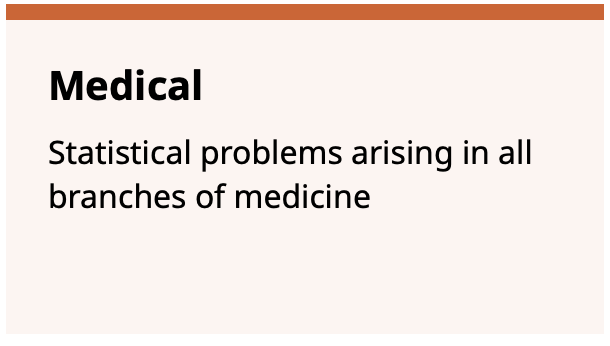 Medical
Statistical problems arising in all
branches of medicine